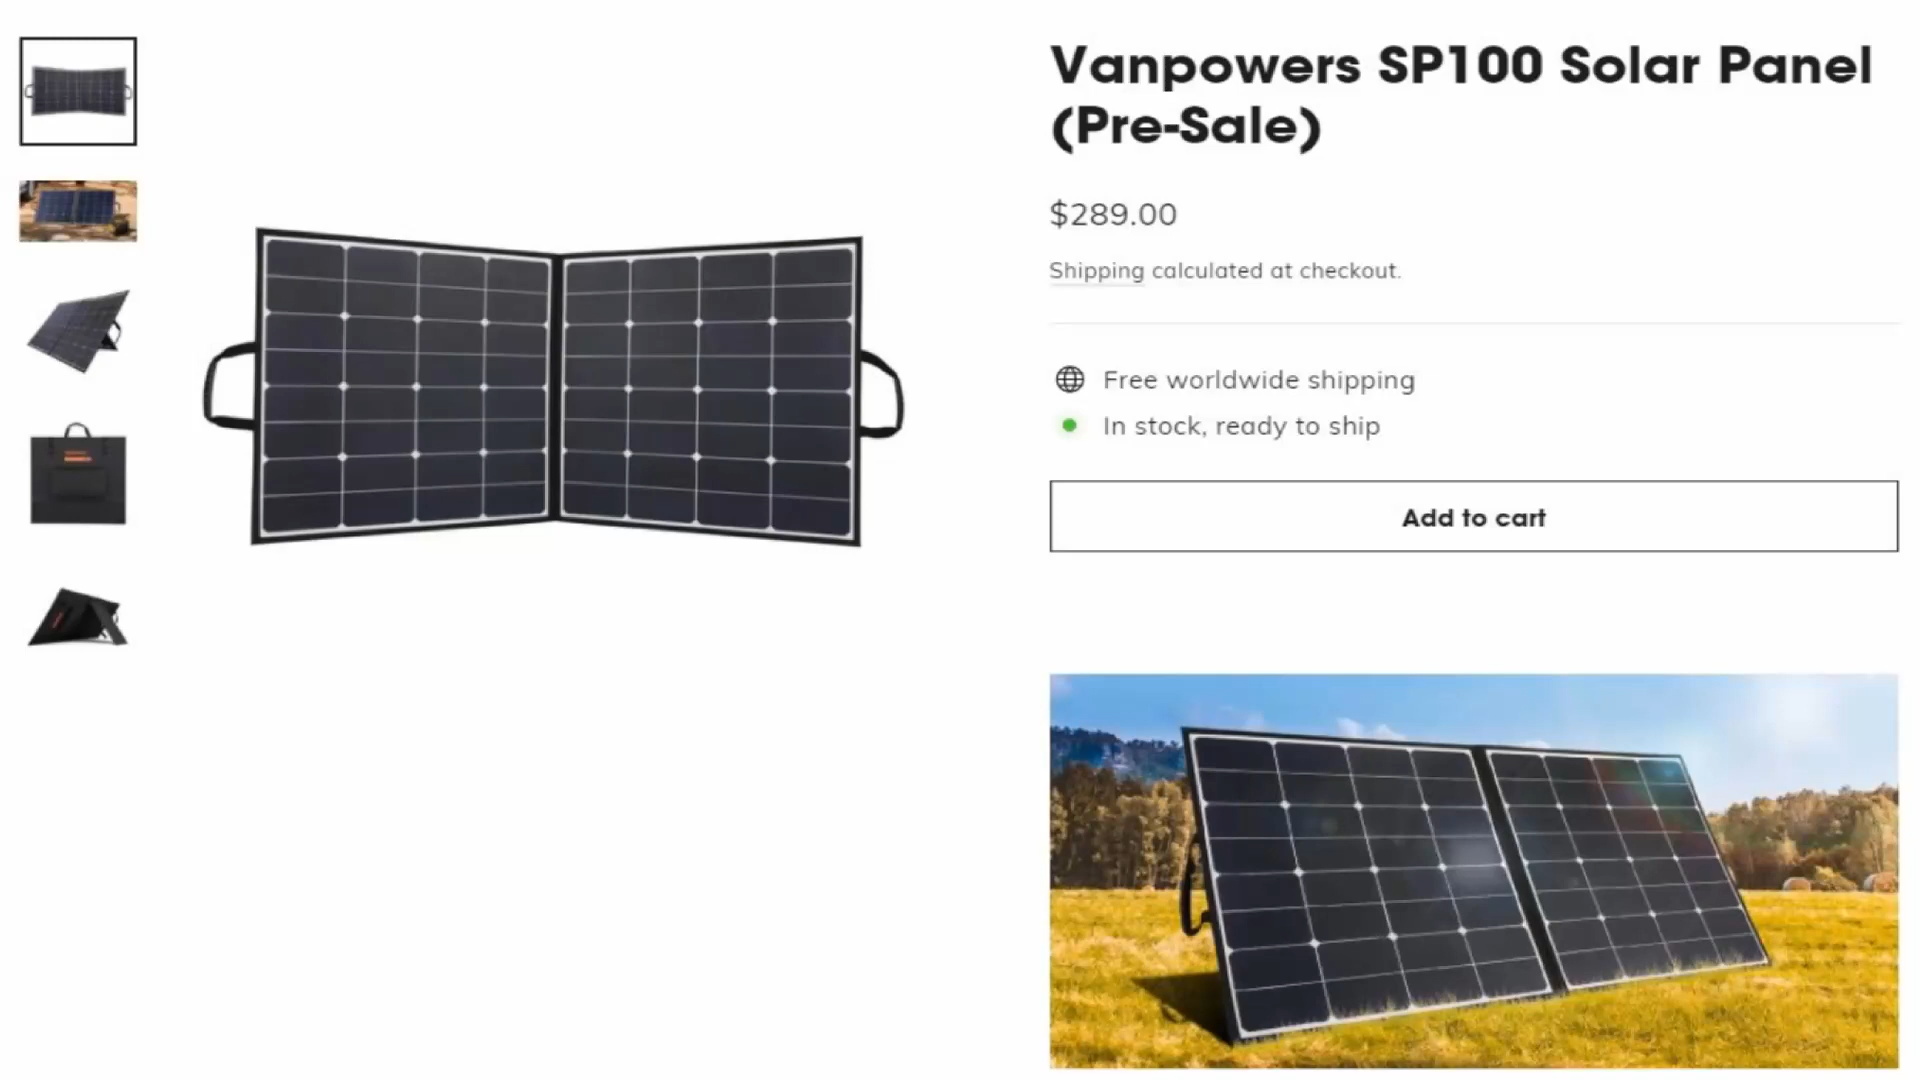 Vanpowers SP100 Solar Panel
(Pre-Sale)
$289.00
Shipping calculated at checkout.
Free worldwide shipping
In stock, ready to ship
Add to cart